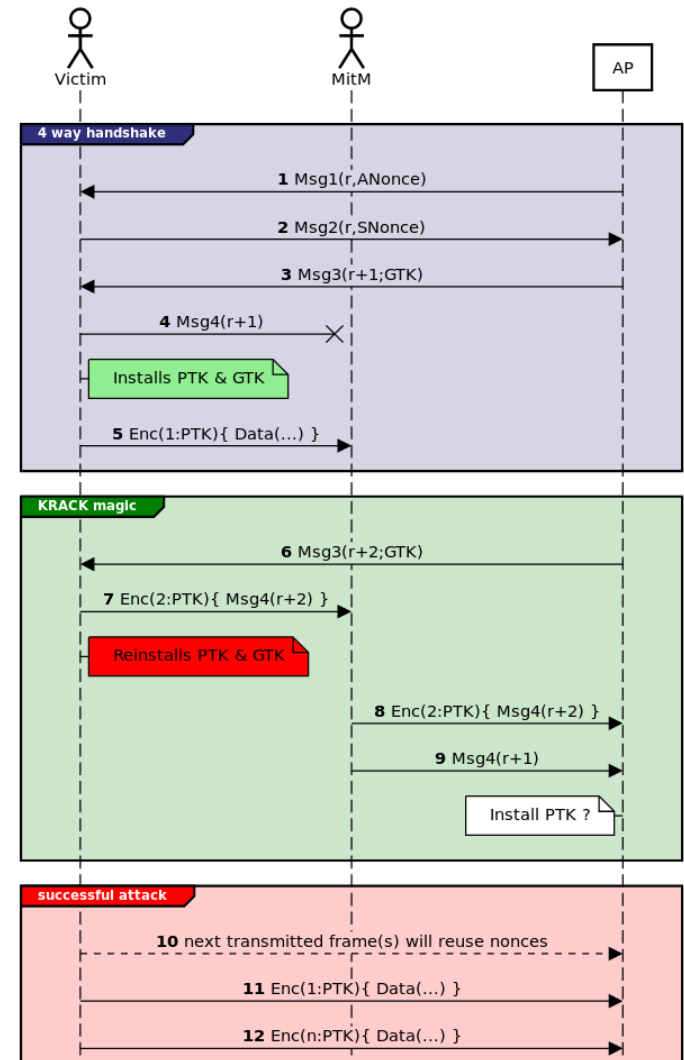 Victim
MitM
AP
4 way handshake
1 Msg1(r,ANonce)
2 Msg2(r,SNonce)
3 Msg3(r+1;GTK)
4 Msg4(r+1)
Installs PTK & GTK
5 Enc(1:PTK){ Data(...) }
KRACK magic
6 Msg3(r+2;GTK)
7 Enc(2:PTK){ Msg4(r+2) }
Reinstalls PTK & GTK
8 Enc(2:PTK){ Msg4(r+2) }
9 Msg4(r+1)
Install PTK ?
successful attack
10 next transmitted frame(s) will reuse nonces
11 Enc(1:PTK){ Data(...) }
12 Enc(n:PTK){ Data(...) }